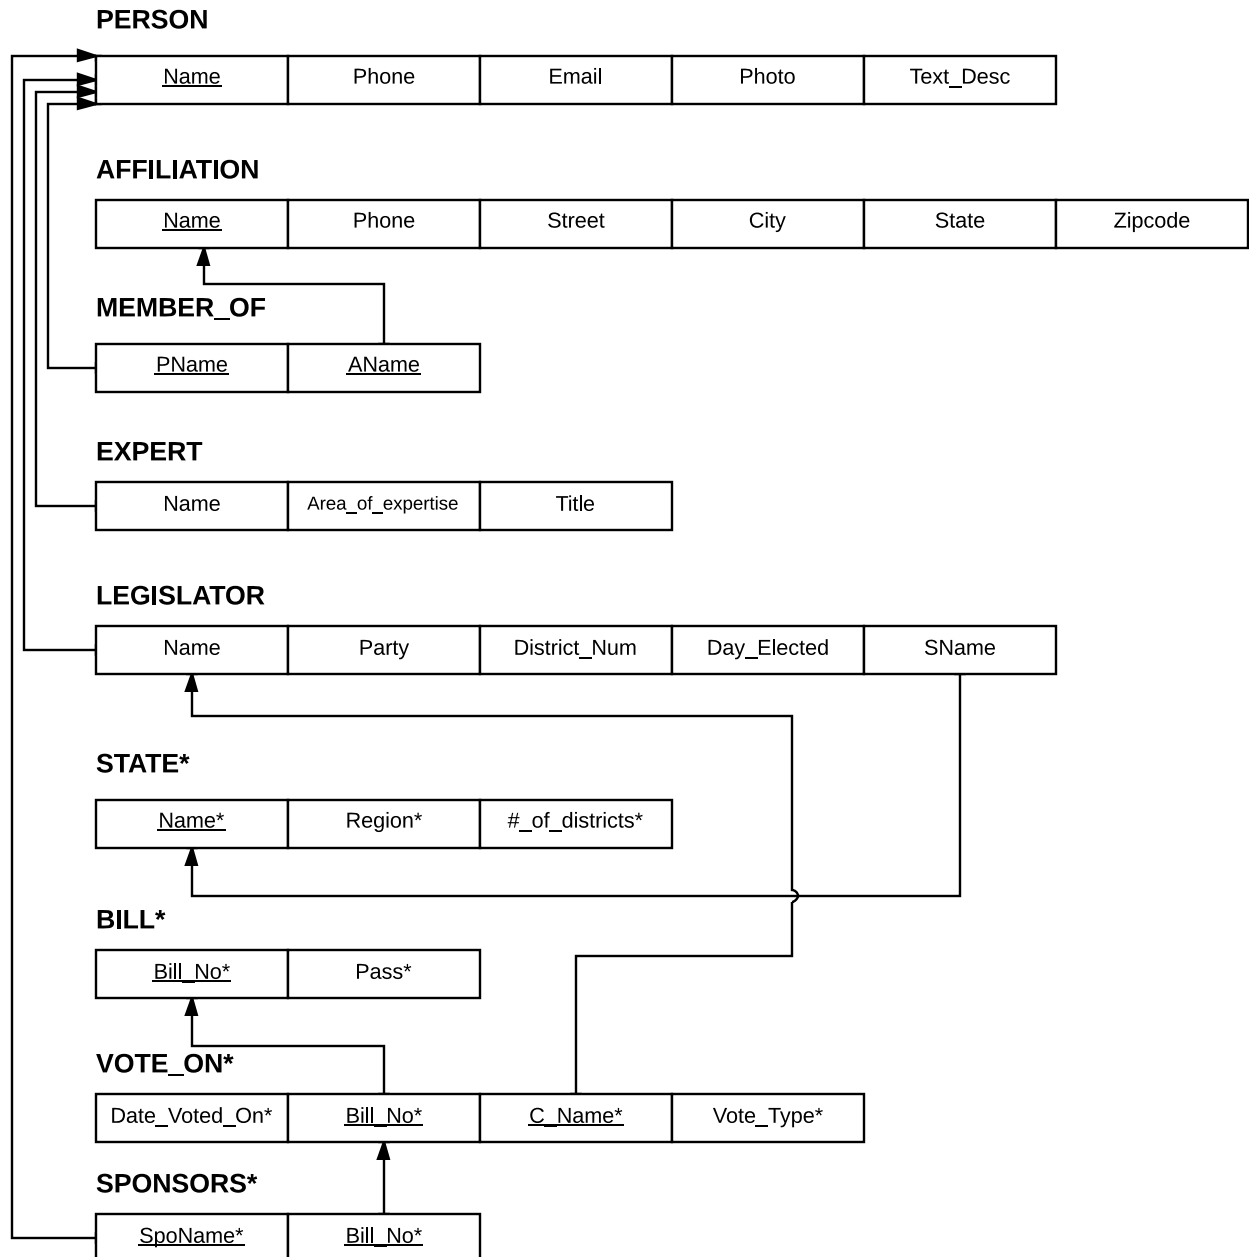 PERSON
Name Phone Email Photo Text_Desc
AFFILIATION
Name Phone Street City State Zipcode
MEMBER_OF
PName AName
EXPERT
Name Area_of_expertise Title
LEGISLATOR
Name Party District_Num Day_Elected SName
STATE*
Name* Region* #_of_districts*
BILL*
Bill_No* Pass*
VOTE_ON*
Date_Voted_On* Bill_No* C_Name* Vote_Type*
SPONSORS*
SpoName* Bill_No*